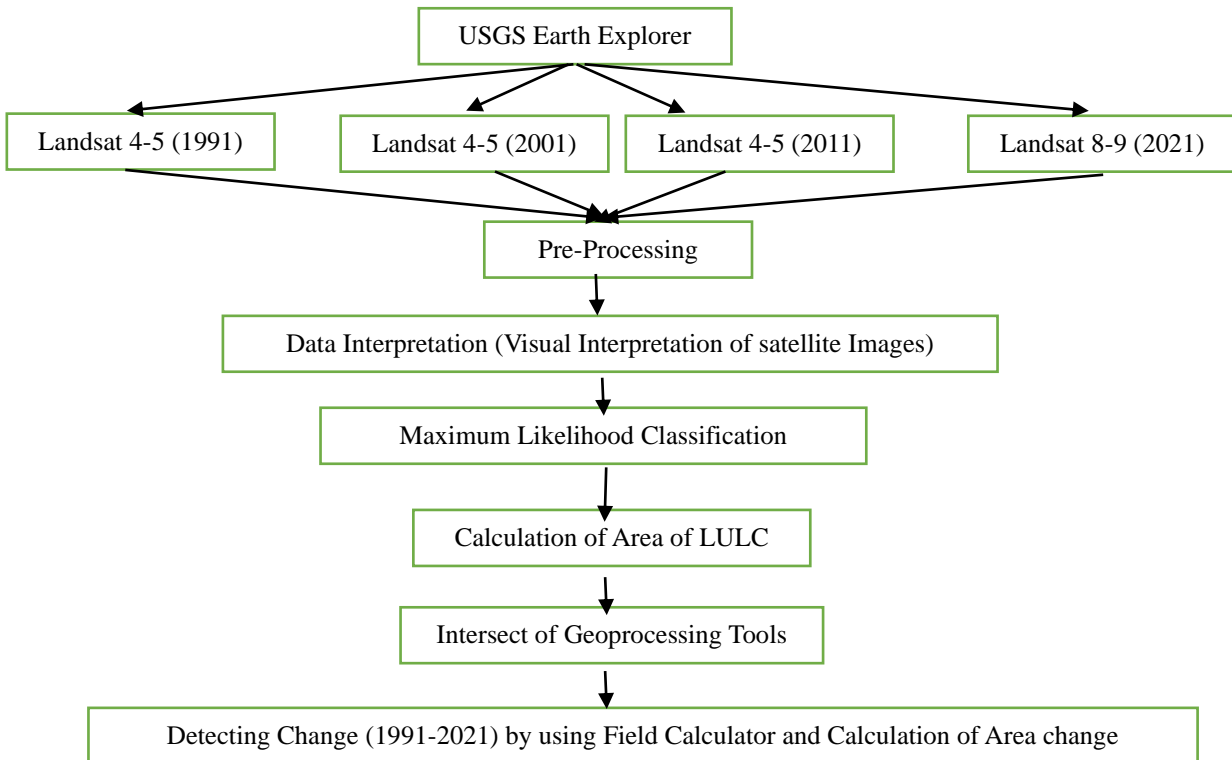 USGS Earth Explorer
Landsat 4-5 (1991)
Landsat 4-5 (2001)
Landsat 4-5 (2011)
Landsat 8-9 (2021)
Pre-Processing
Data Interpretation (Visual Interpretation of satellite Images)
Maximum Likelihood Classification
Calculation of Area of LULC
Intersect of Geoprocessing Tools
Detecting Change (1991-2021) by using Field Calculator and Calculation of Area change